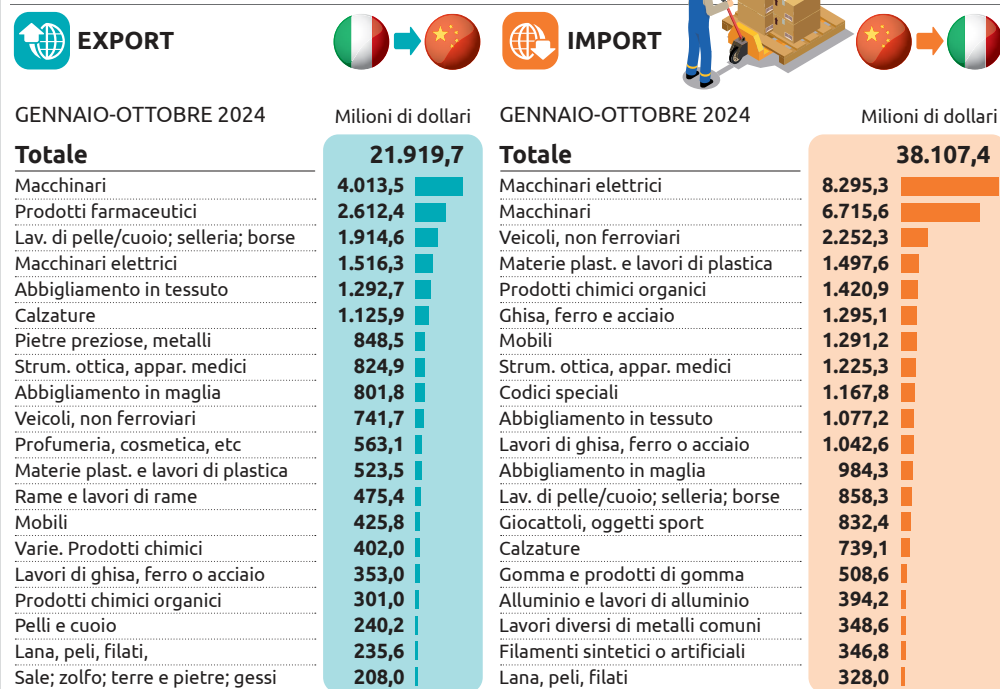 EXPORT
GENNAIO-OTTOBRE 2024 Milioni di dollari
Totale 21.919,7
Macchinari 4.013,5
Prodotti farmaceutici 2.612,4
Lav. di pelle/cuoio; selleria; borse 1.914,6
Macchinari elettrici 1.516,3
Abbigliamento in tessuto 1.292,7
Calzature 1.125,9
Pietre preziose, metalli 848,5
Strum. ottica, appar. medici 824,9
Abbigliamento in maglia 801,8
Veicoli, non ferroviari 741,7
Profumeria, cosmetica, etc 563,1
Materie plast. e lavori di plastica 523,5
Rame e lavori di rame 475,4
Mobili 425,8
Varie. Prodotti chimici 402,0
Lavori di ghisa, ferro o acciaio 353,0
Prodotti chimici organici 301,0
Pelli e cuoio 240,2
Lana, peli, filati, 235,6
Sale; zolfo; terre e pietre; gessi 208,0
IMPORT
GENNAIO-OTTOBRE 2024 Milioni di dollari
Totale 38.107,4
Macchinari elettrici 8.295,3
Macchinari 6.715,6
Veicoli, non ferroviari 2.252,3
Materie plast. e lavori di plastica 1.497,6
Prodotti chimici organici 1.420,9
Ghisa, ferro e acciaio 1.295,1
Mobili 1.291,2
Strum. ottica, appar. medici 1.225,3
Codici speciali 1.167,8
Abbigliamento in tessuto 1.077,2
Lavori di ghisa, ferro o acciaio 1.042,6
Abbigliamento in maglia 984,3
Lav. di pelle/cuoio; selleria; borse 858,3
Giocattoli, oggetti sport 832,4
Calzature 739,1
Gomma e prodotti di gomma 508,6
Alluminio e lavori di alluminio 394,2
Lavori diversi di metalli comuni 348,6
Filamenti sintetici o artificiali 346,8
Lana, peli, filati 328,0